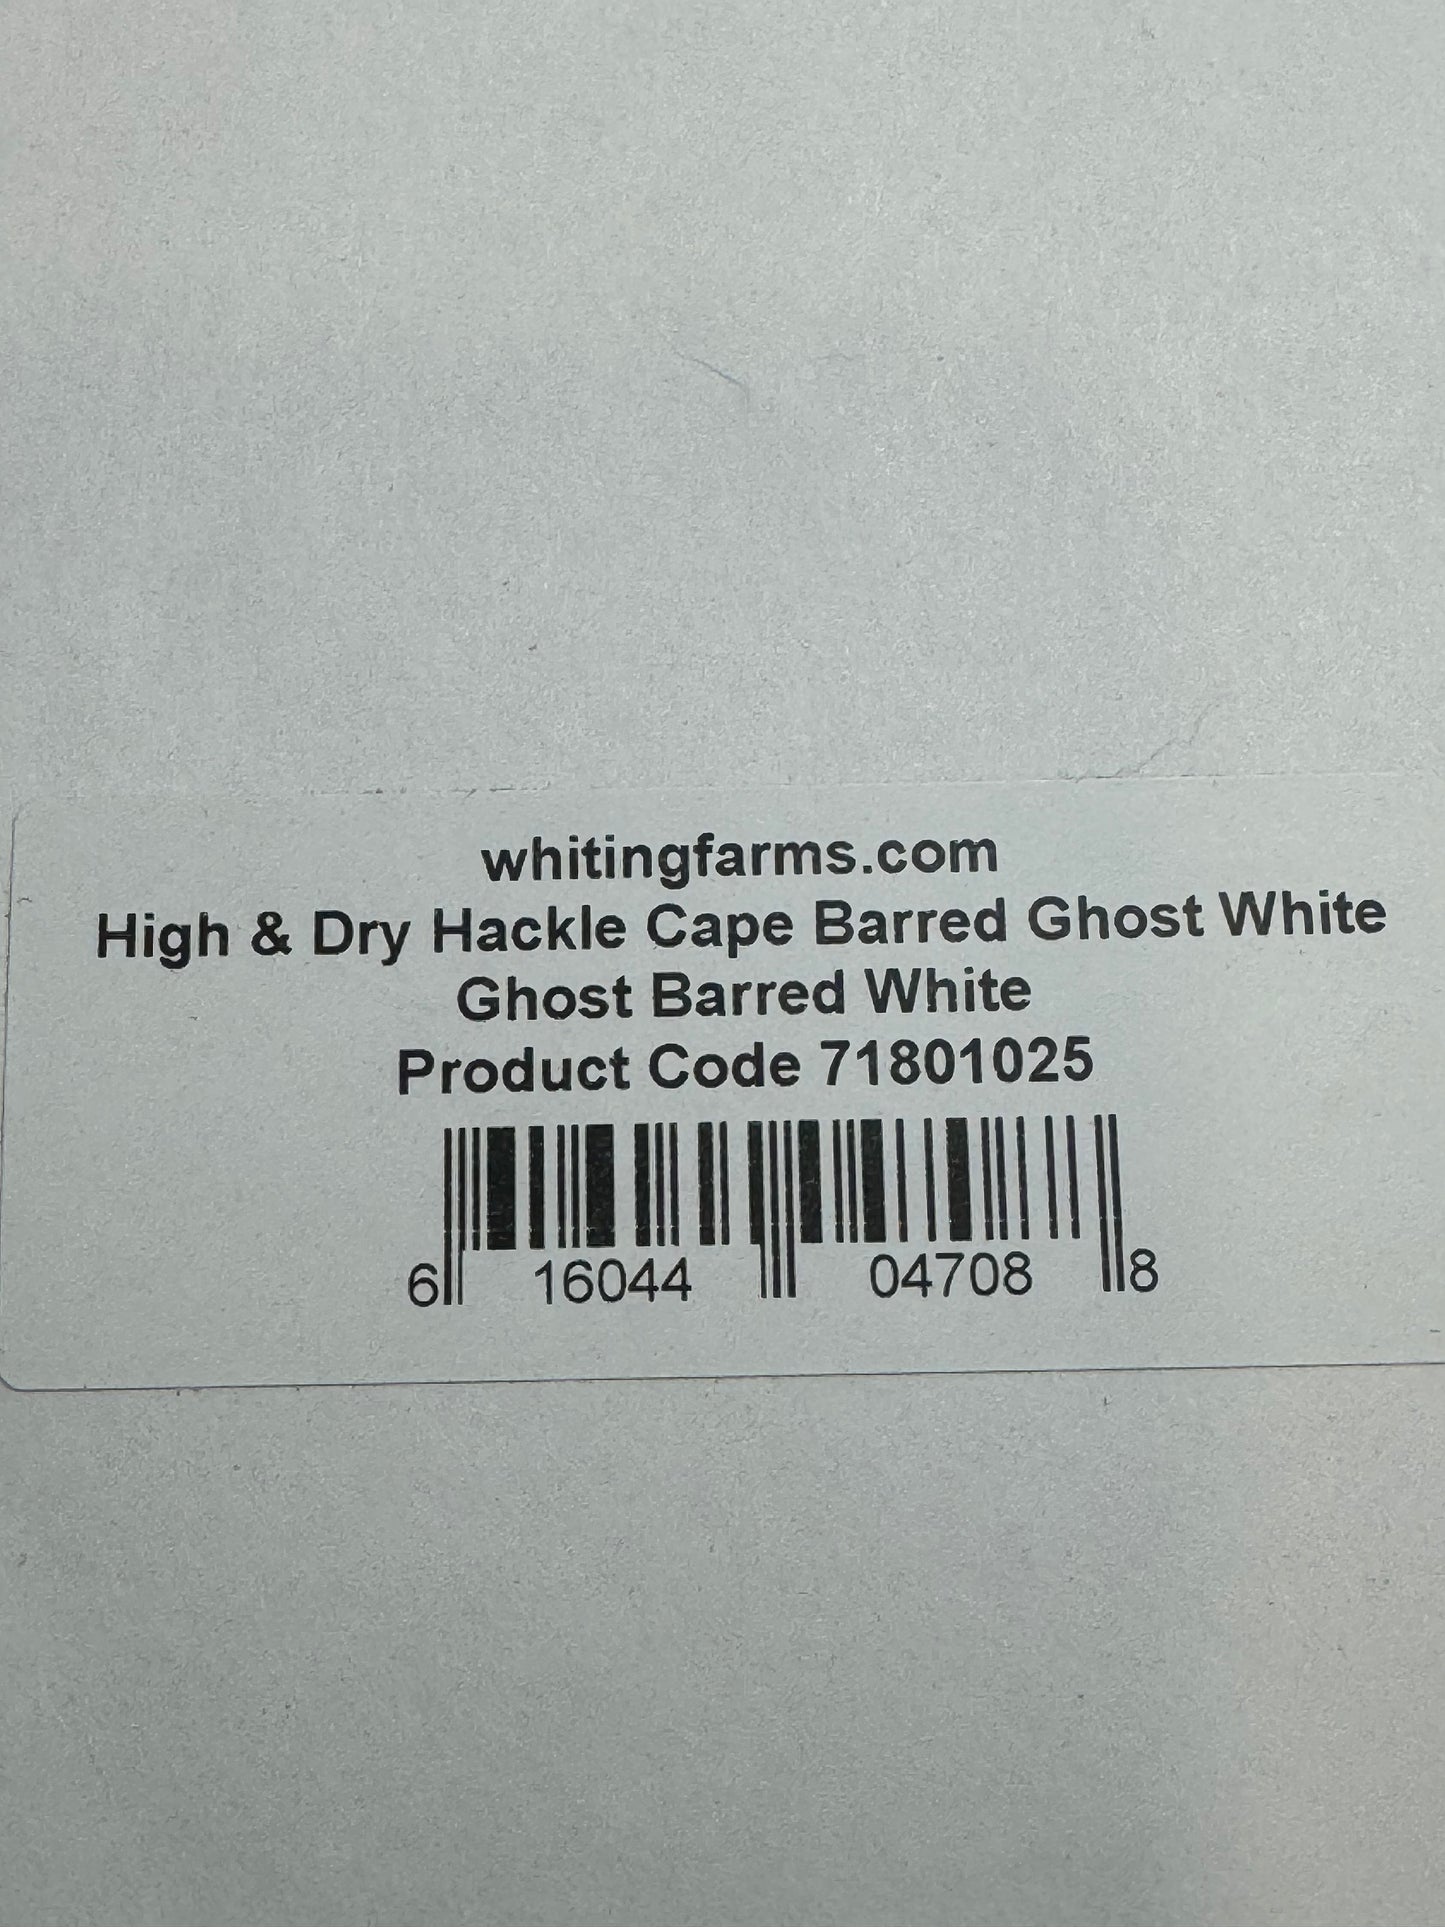 whitingfarms.com
High & Dry Hackle Cape Barred Ghost White
Ghost Barred White
Product Code 71801025
6 16044 04708 8